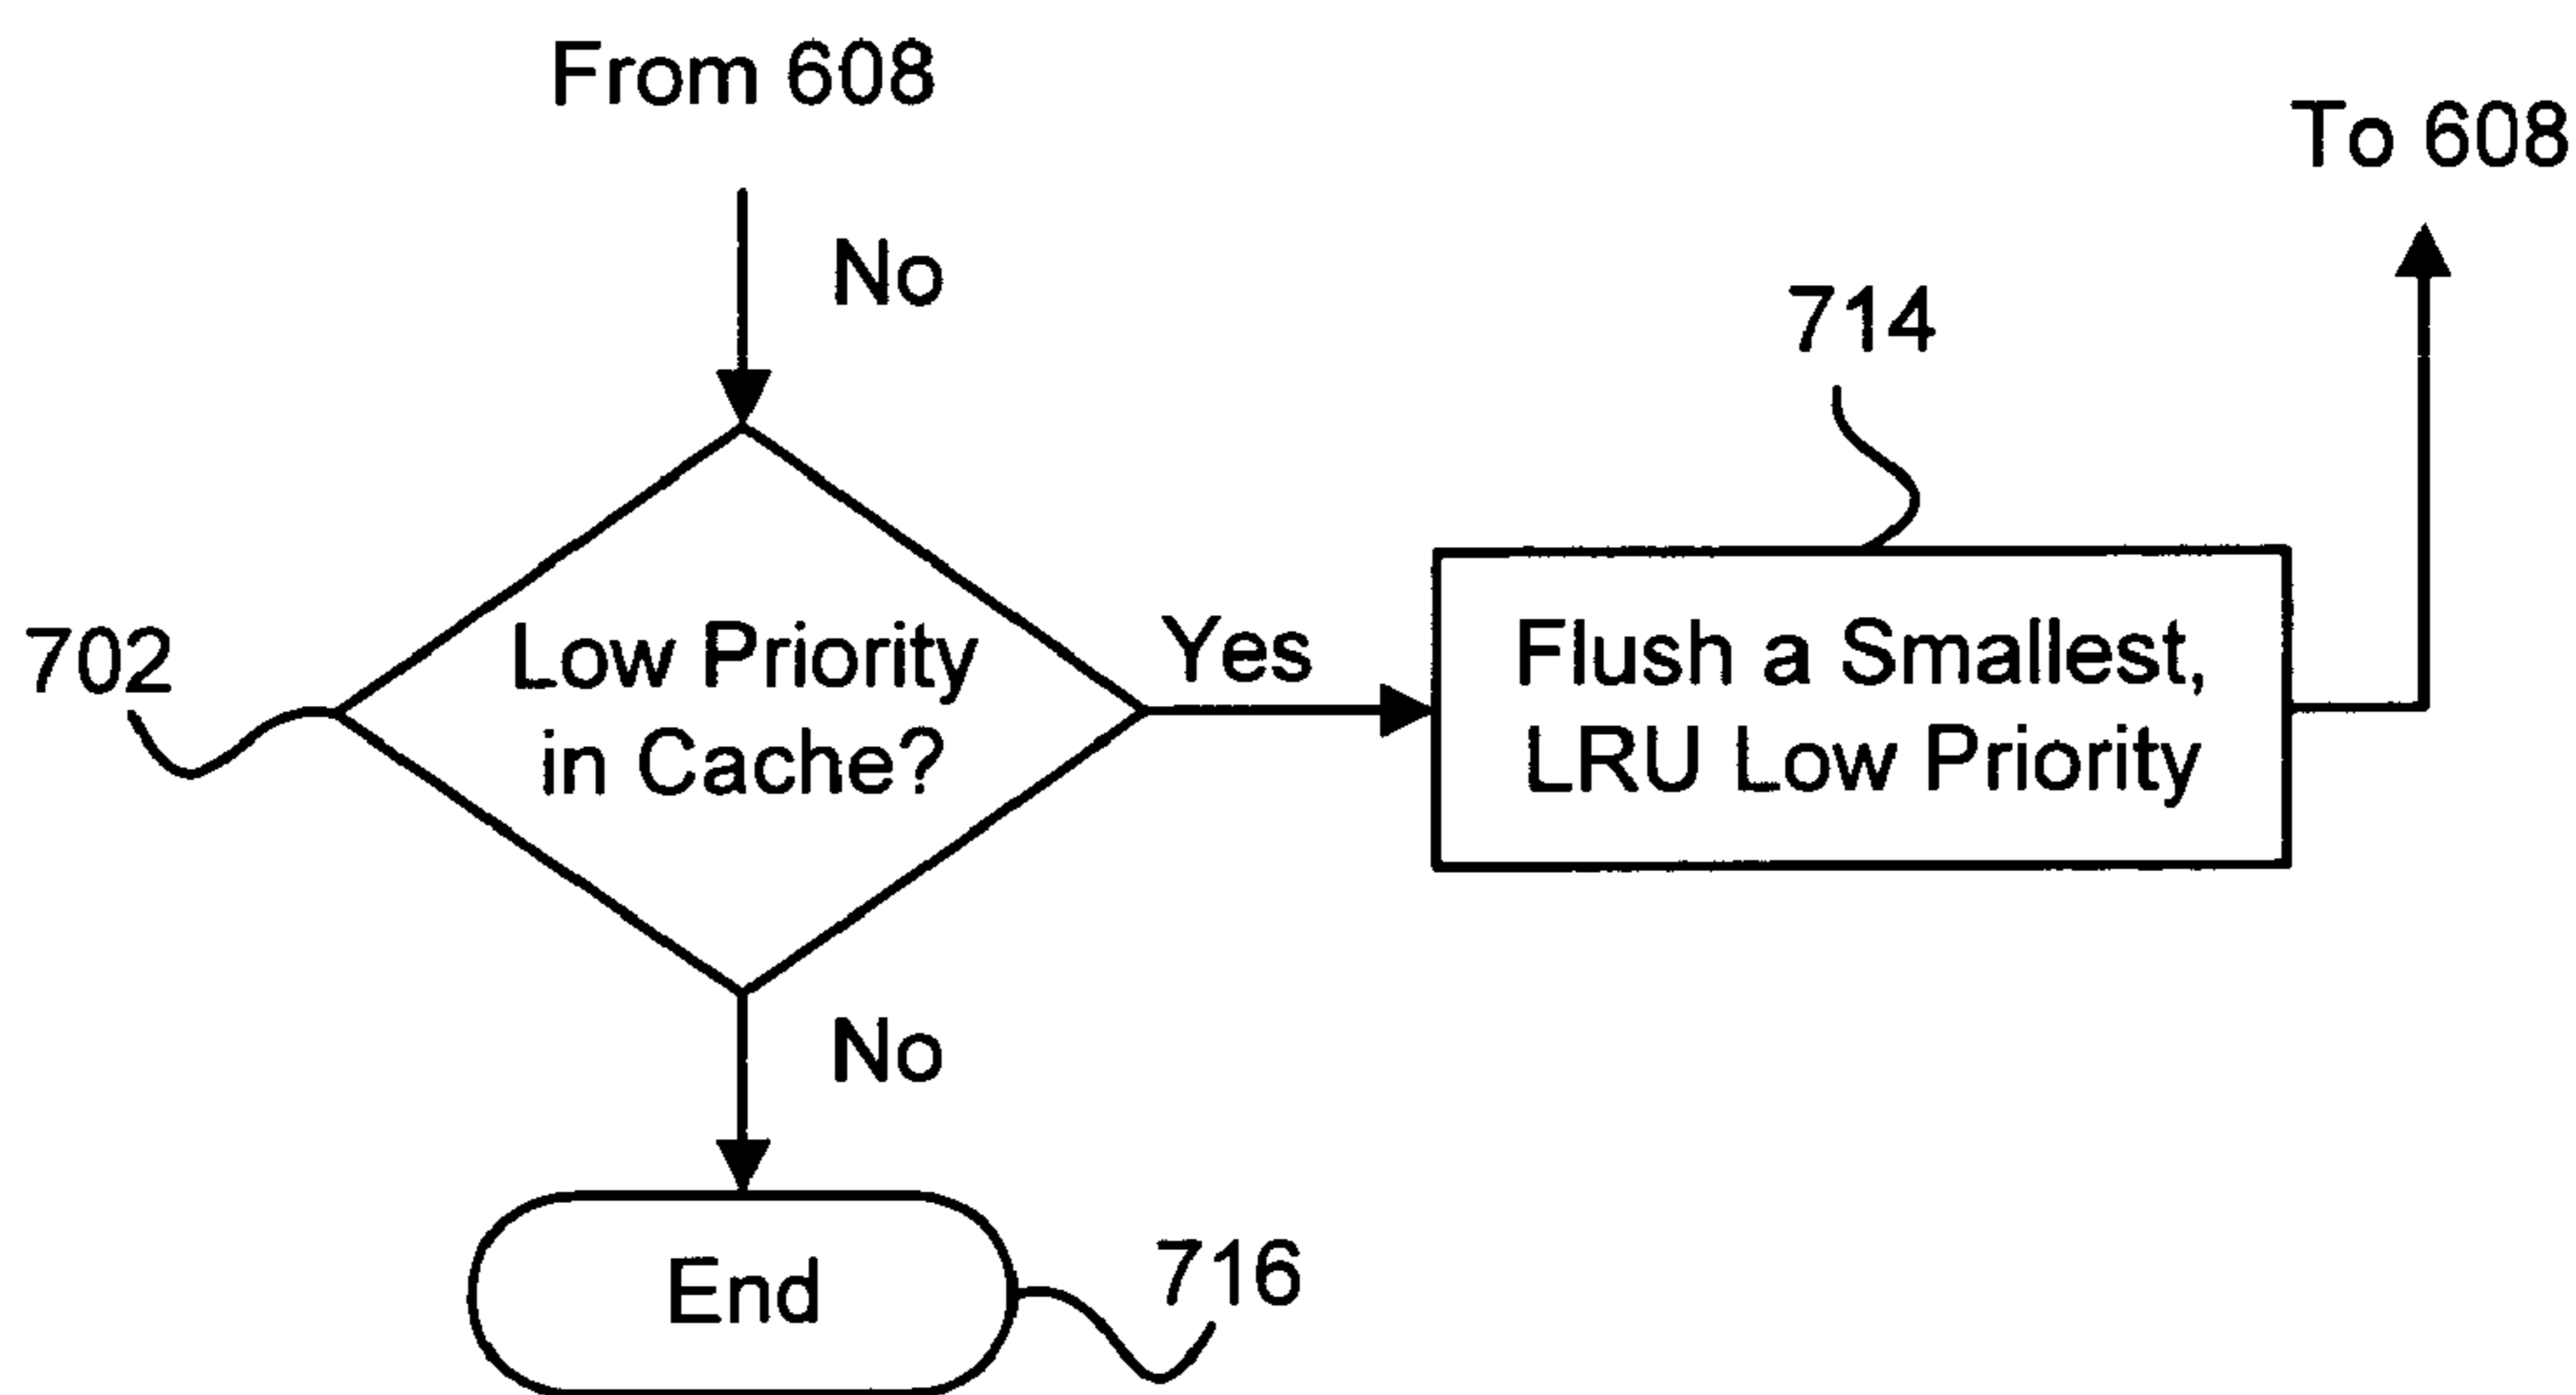 From 608
To 608
No
714
702
Low Priority
in Cache?
Yes
Flush a Smallest,
LRU Low Priority
No
End
716